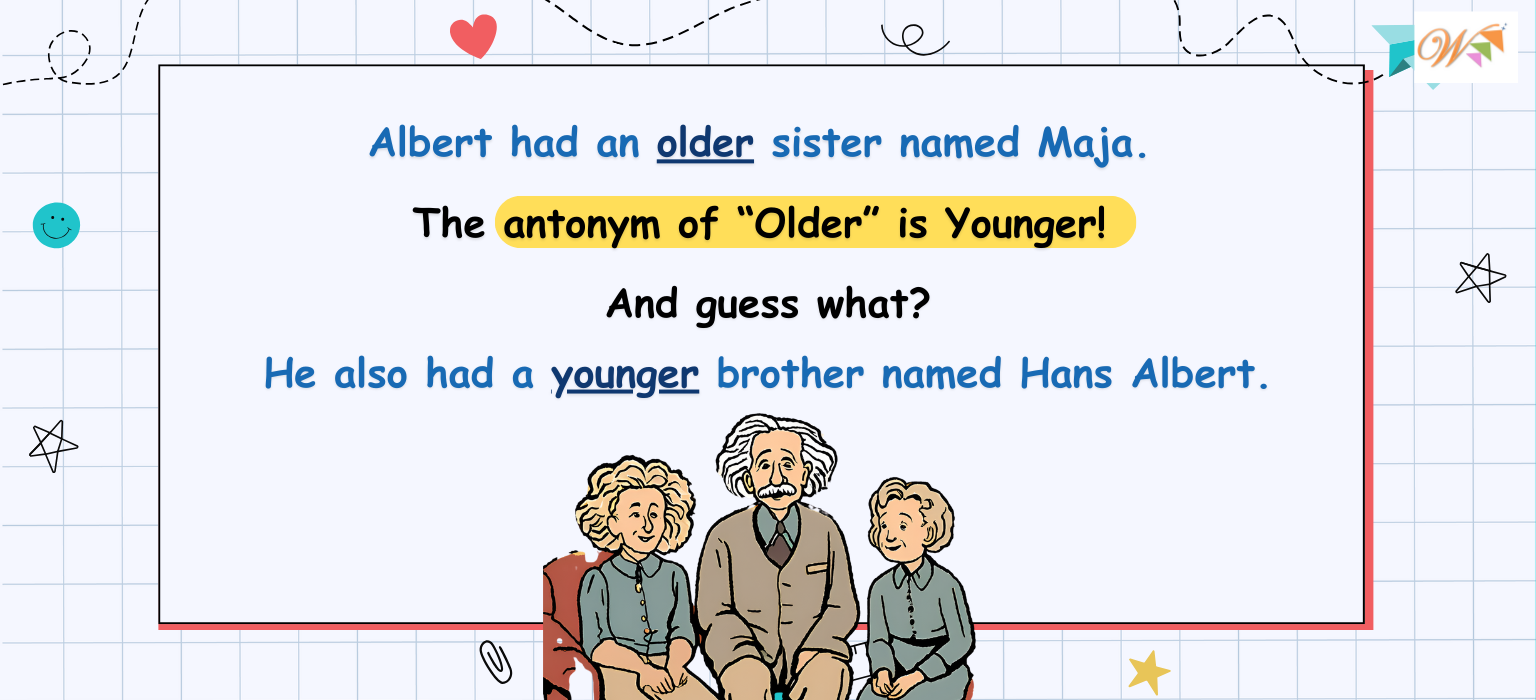 W
Albert had an older sister named Maja.
The antonym of “Older” is Younger!
And guess what?
He also had a younger brother named Hans Albert.